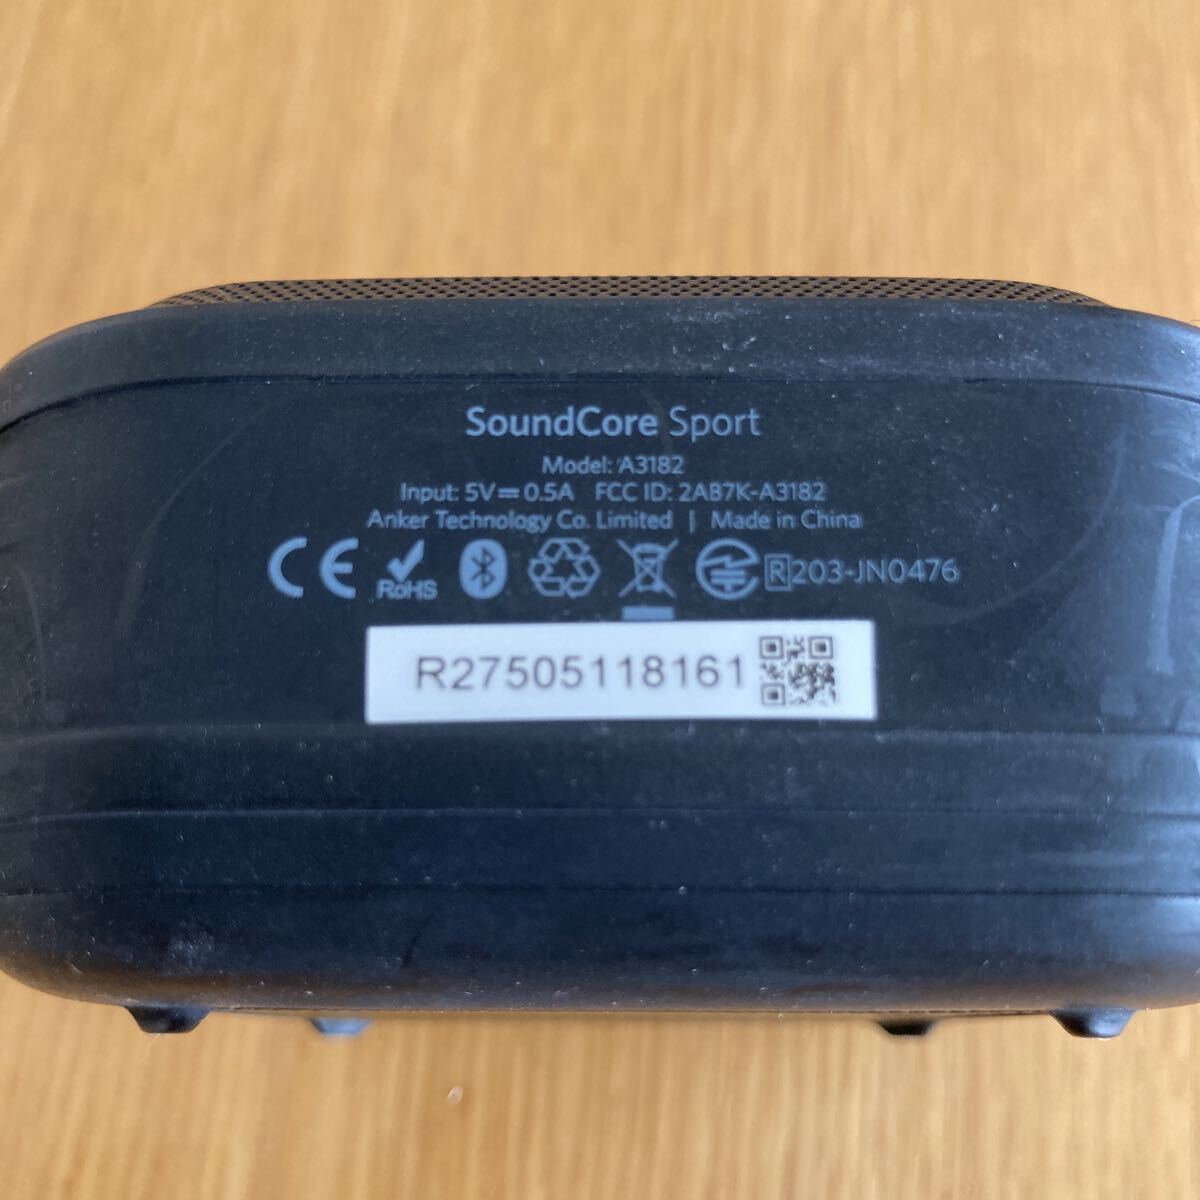 SoundCore Sport
Model: A3182
Input: 5V⎓0.5A FCC ID: 2AB7K-A3182
Anker Technology Co. Limited | Made in China
CE RoHS R 203-JN0476
R27505118161